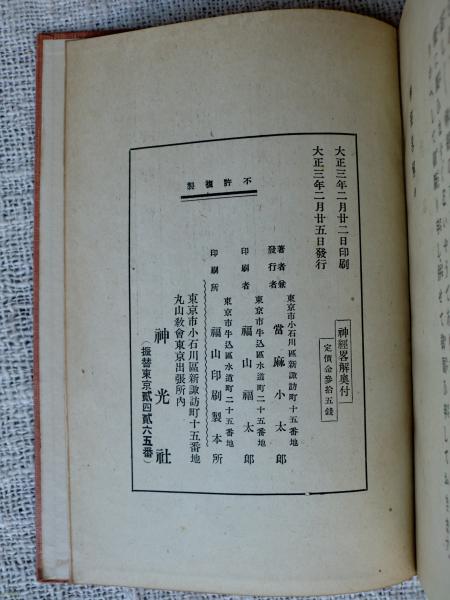 大正三年二月廿二日印刷
大正三年二月廿五日發行
神經畧解奧付
定價金參拾五錢
不許複製
著者兼發行者
東京市小石川區新諏訪町十五番地
當麻小太郎
印刷者
東京市牛込區水道町二十五番地
福山福太郎
印刷所
東京市牛込區水道町二十五番地
福山印刷製本所
東京市小石川區新諏訪町十五番地
丸山敎會東京出張所內
神光社
(振替東京貳四貳六五番)